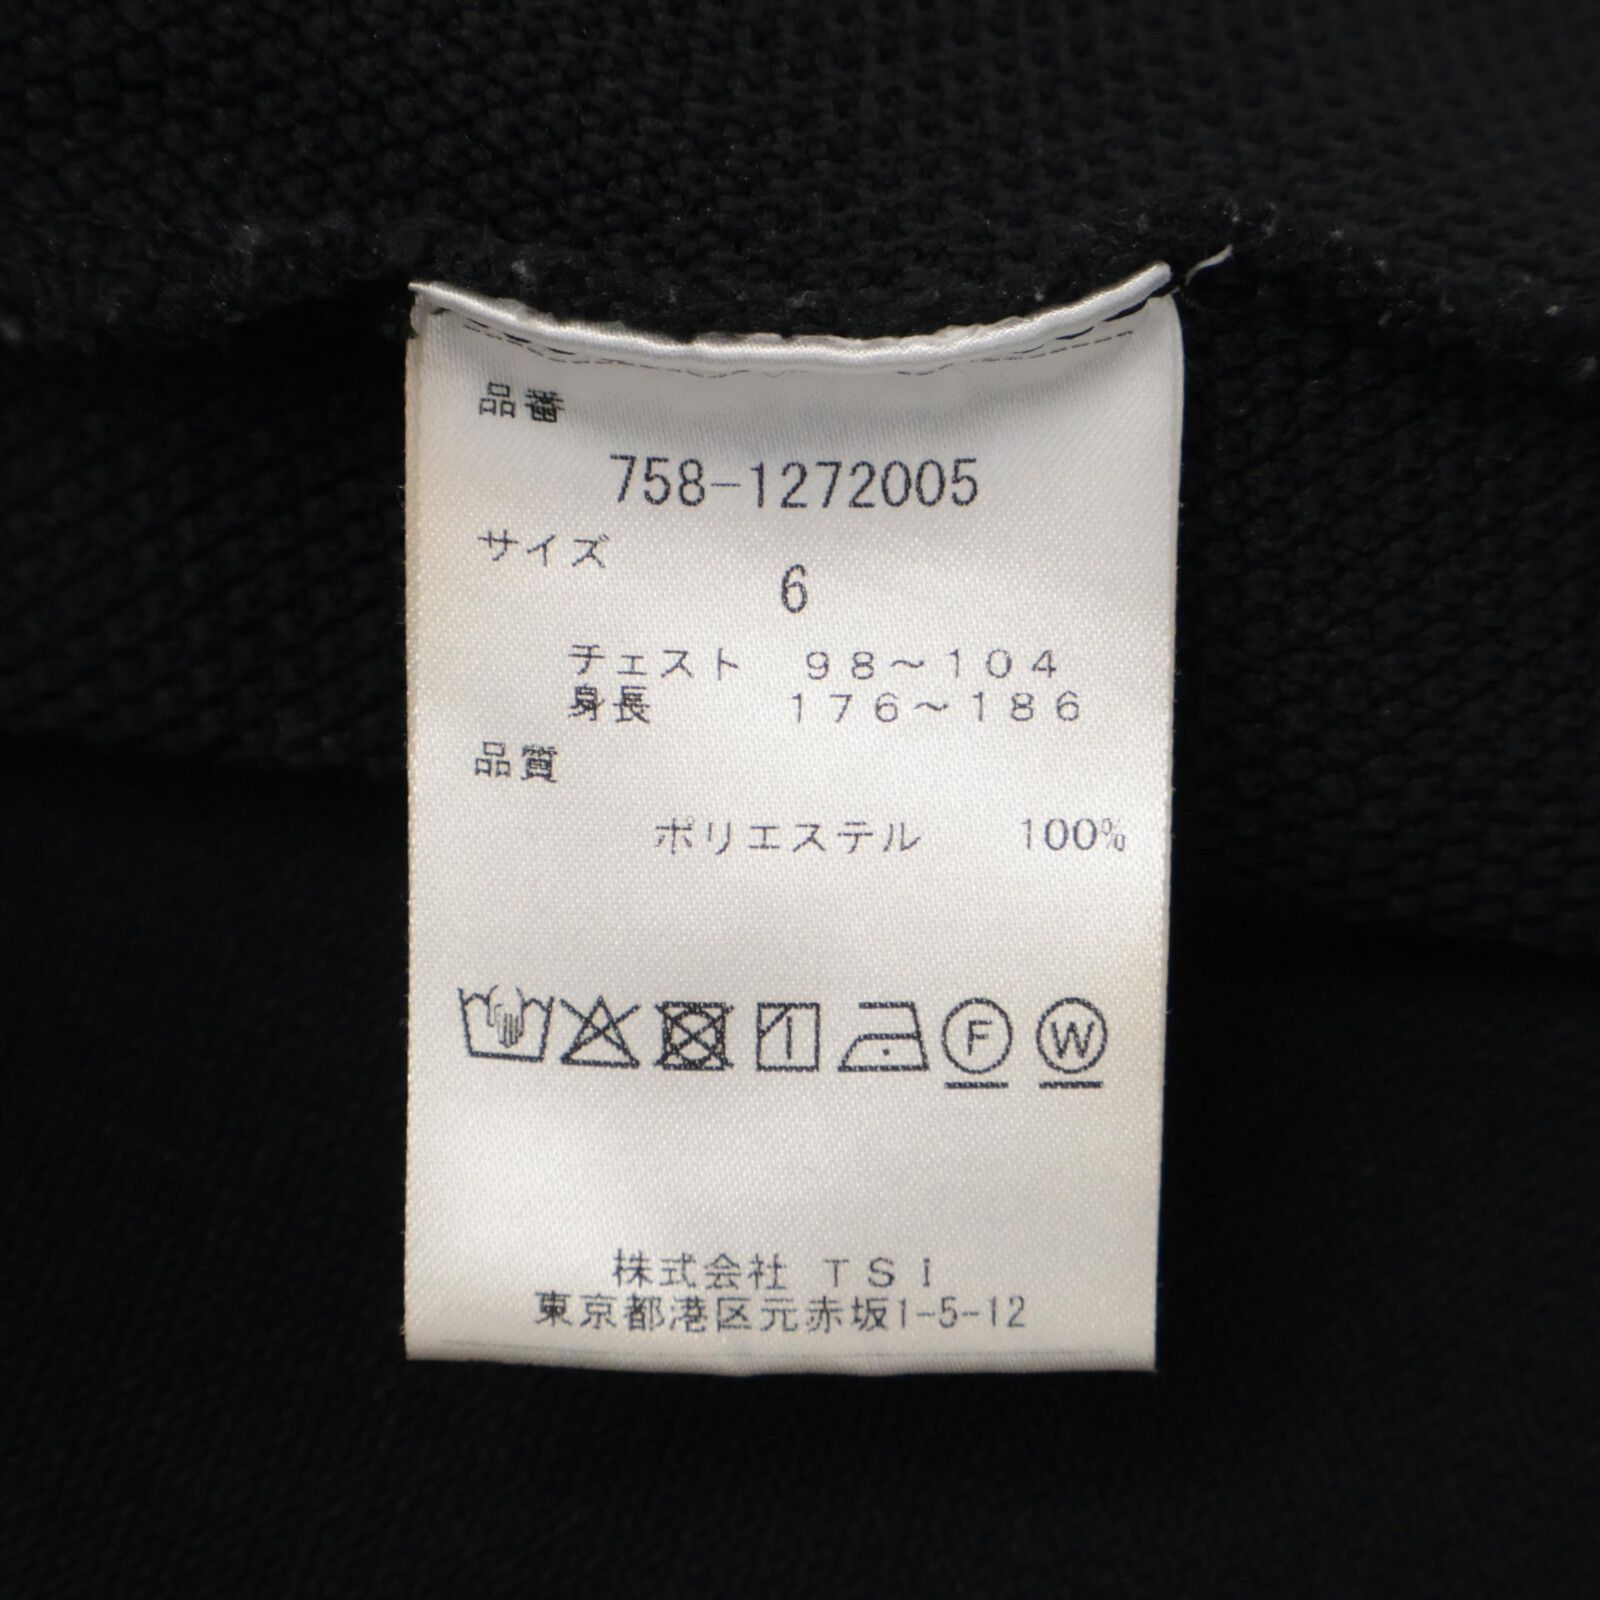 品番
758-1272005
サイズ
6
チェスト 98～104
身長 176～186
品質
ポリエステル 100%
F W
株式会社 TSI
東京都港区元赤坂1-5-12